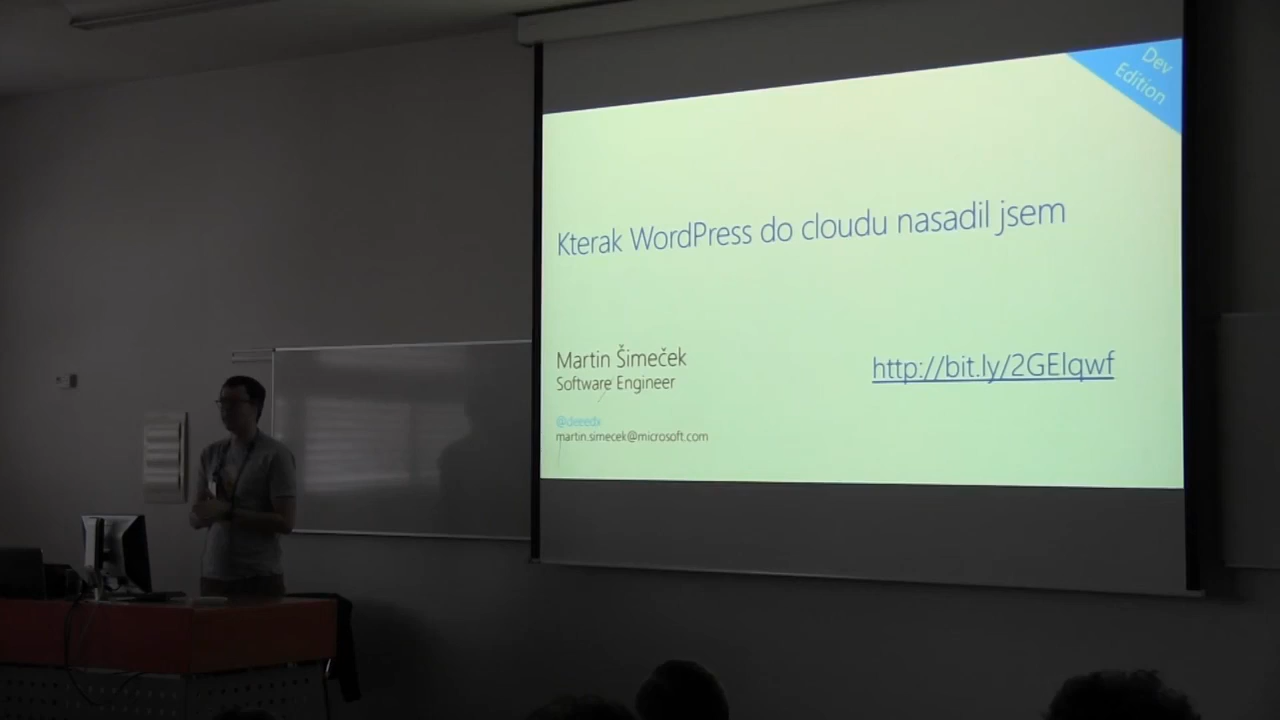 Dev
Edition
Kterak WordPress do cloudu nasadil jsem
Martin Šimeček
Software Engineer
http://bit.ly/2GElqwf
@deeedx
martin.simecek@microsoft.com